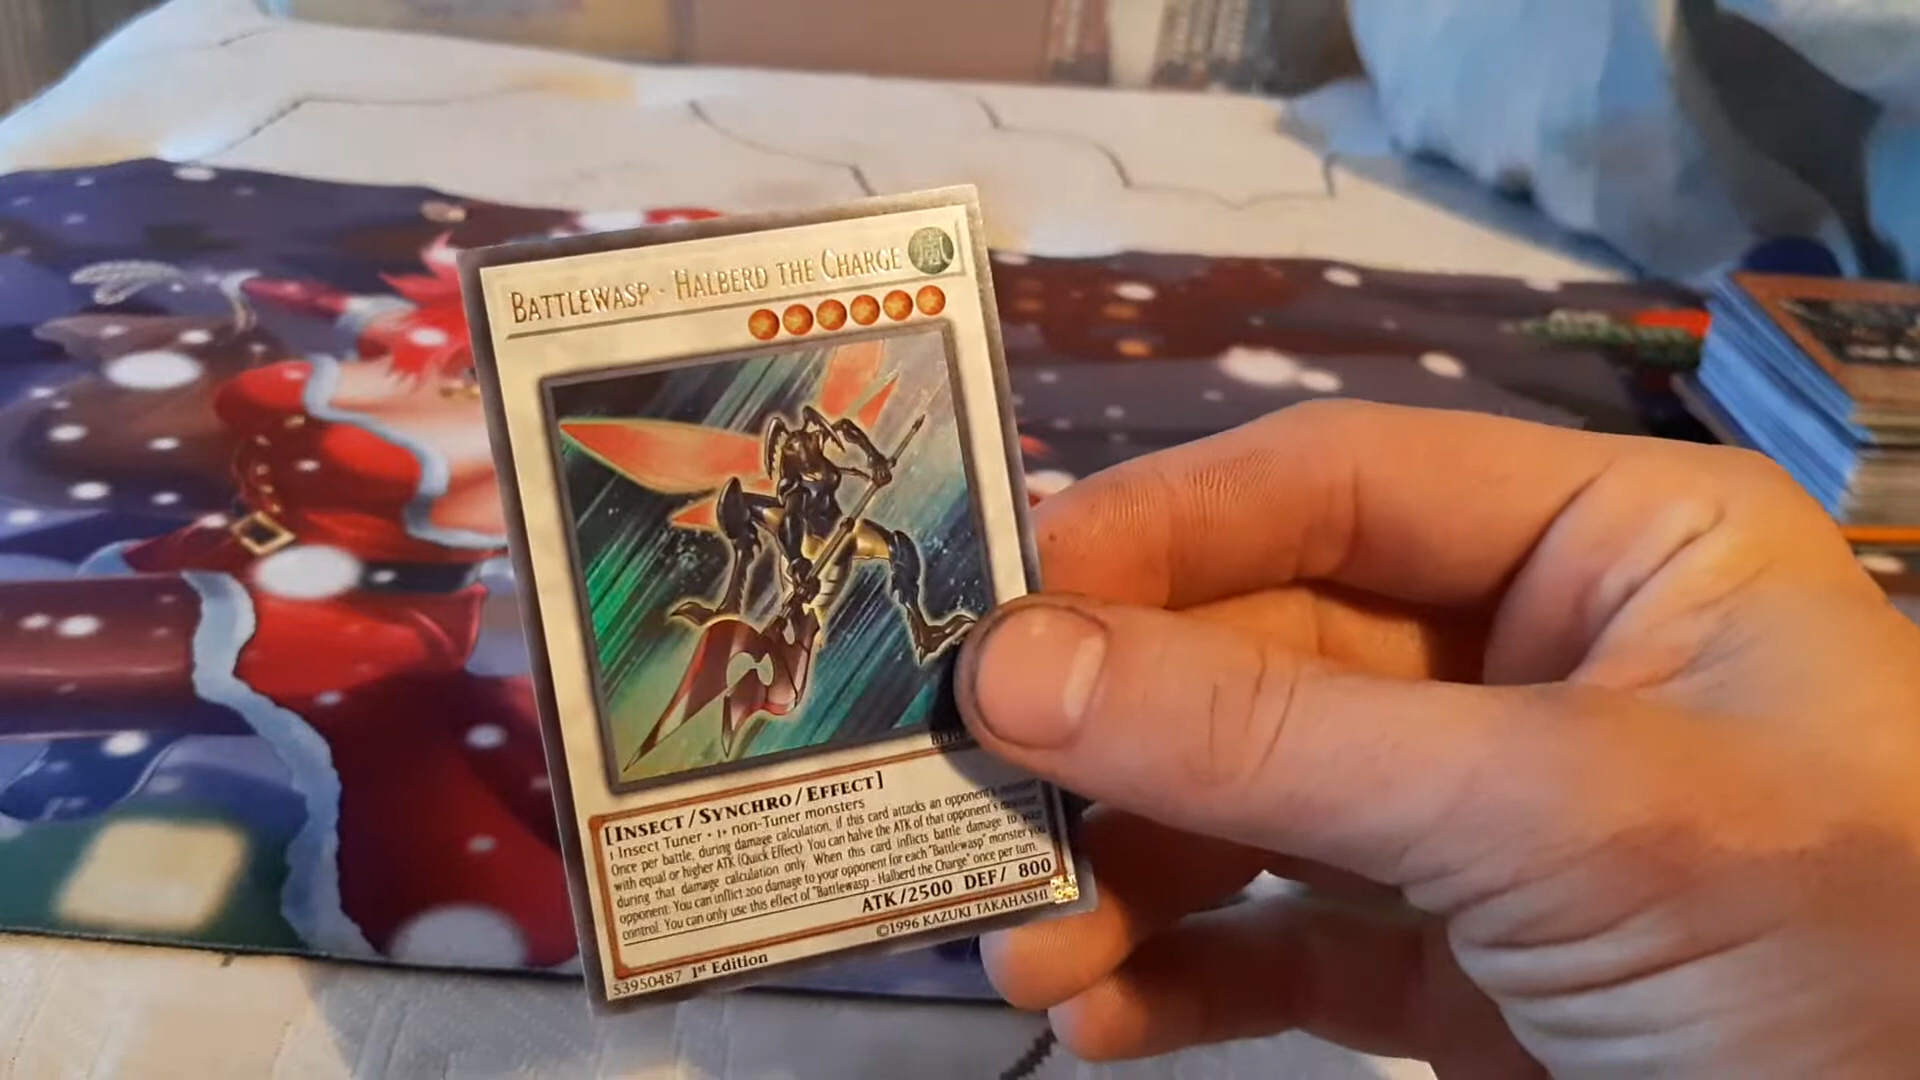 BATTLEWASP - HALBERD THE CHARGE
風
[INSECT/SYNCHRO/EFFECT]
1 Insect Tuner + 1+ non-Tuner monsters
Once per battle, during damage calculation, if this card attacks an opponent's monster
with equal or higher ATK (Quick Effect): You can halve the ATK of that opponent's monster,
during that damage calculation only. When this card inflicts battle damage to your
opponent: You can inflict 200 damage to your opponent for each "Battlewasp" monster you
control. You can only use this effect of "Battlewasp - Halberd the Charge" once per turn.
ATK/2500 DEF/ 800
53950487 1st Edition
©1996 KAZUKI TAKAHASHI